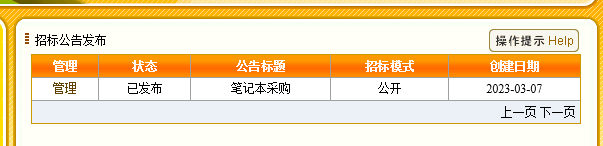 招标公告发布
操作提示 Help
管理 状态 公告标题 招标模式 创建日期
管理 已发布 笔记本采购 公开 2023-03-07
上一页 下一页